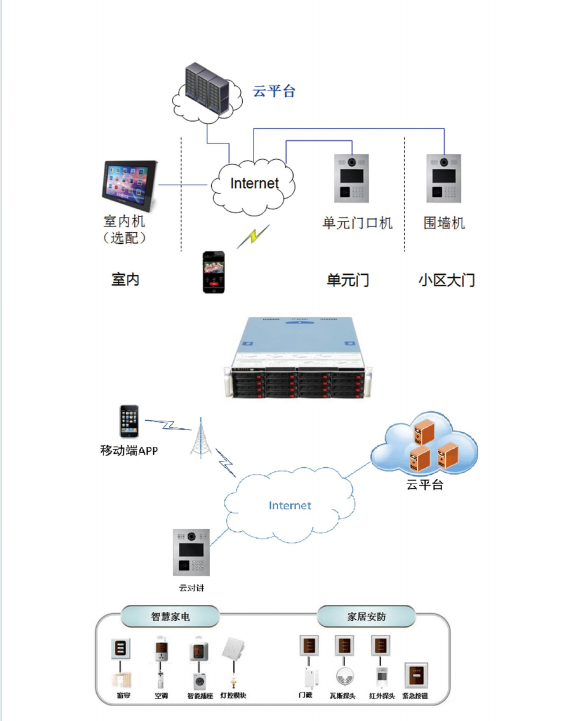 云平台
Internet
室内机
（选配）
单元门口机
围墙机
室内
单元门
小区大门
移动端APP
云平台
Internet
云对讲
智慧家电
家居安防
窗帘
空调
智能插座
灯控模块
门磁
瓦斯探头
红外探头
紧急按钮